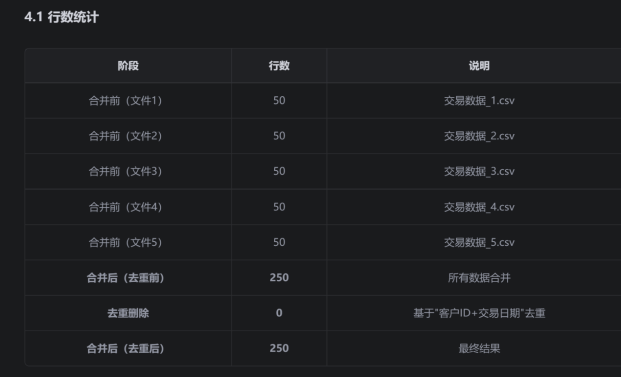 4.1 行数统计
阶段 行数 说明
合并前（文件1） 50 交易数据_1.csv
合并前（文件2） 50 交易数据_2.csv
合并前（文件3） 50 交易数据_3.csv
合并前（文件4） 50 交易数据_4.csv
合并前（文件5） 50 交易数据_5.csv
合并后（去重前） 250 所有数据合并
去重删除 0 基于"客户ID+交易日期"去重
合并后（去重后） 250 最终结果